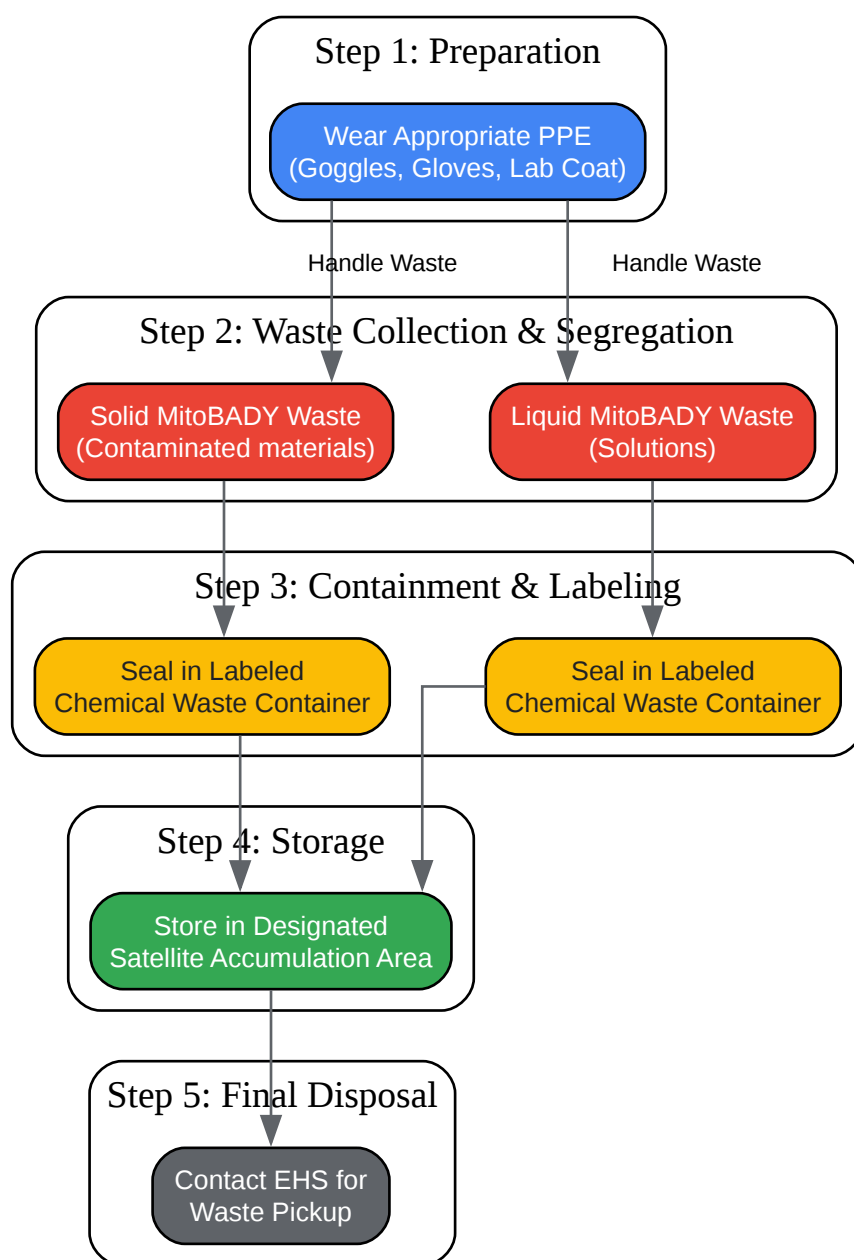 Step 1: Preparation
Wear Appropriate PPE
(Goggles, Gloves, Lab Coat)
Handle Waste
Handle Waste
Step 2: Waste Collection & Segregation
Solid MitoBADY Waste
(Contaminated materials)
Liquid MitoBADY Waste
(Solutions)
Step 3: Containment & Labeling
Seal in Labeled
Chemical Waste Container
Seal in Labeled
Chemical Waste Container
Step 4: Storage
Store in Designated
Satellite Accumulation Area
Step 5: Final Disposal
Contact EHS for
Waste Pickup